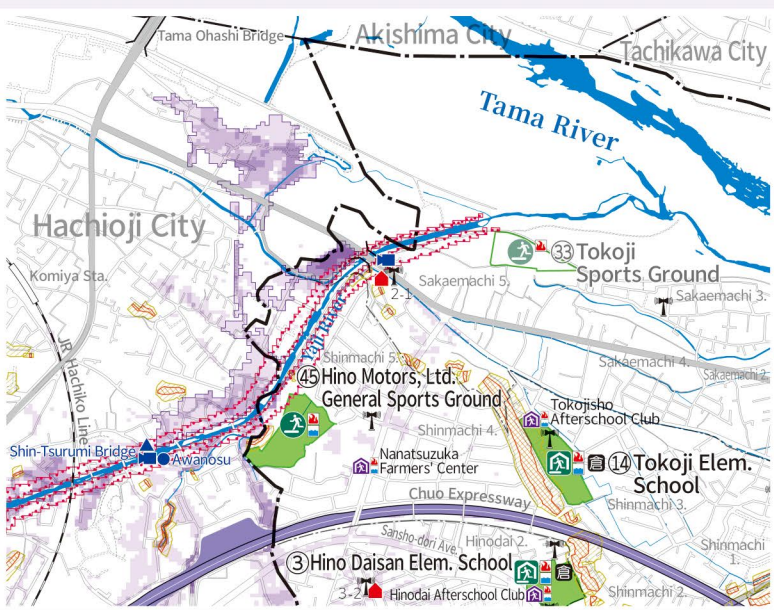 Tama Ohashi Bridge
Akishima City
Tachikawa City
Tama River
Hachioji City
Komiya Sta.
㉝ Tokoji
Sports Ground
2-1
Sakaemachi 5.
Sakaemachi 3.
Yaji River
Shinmachi 5.
Sakaemachi 4.
Sakaemachi 2.
JR Hachiko Line
㊺ Hino Motors, Ltd.
General Sports Ground
Tokojisho
Afterschool Club
Shinmachi 4.
Shin-Tsurumi Bridge
Awanosu
Nanatsuzuka
Farmers' Center
倉 ⑭ Tokoji Elem.
School
Chuo Expressway
Shinmachi 3.
Sansho-dori Ave.
Hinodai 2.
Shinmachi
1.
③ Hino Daisan Elem. School
倉
3-2
Hinodai Afterschool Club
Shinmachi 2.